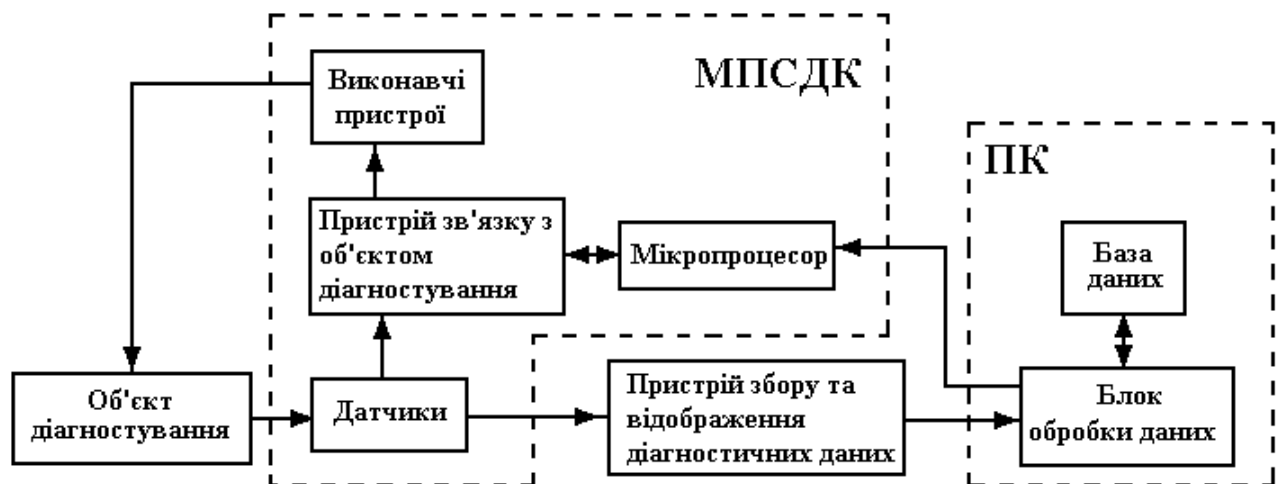 Виконавчі
пристрої
МПСДК
ПК
Пристрій зв'язку з
об'єктом
діагностування
Мікропроцесор
База
даних
Об'єкт
діагностування
Датчики
Пристрій збору та
відображення
діагностичних даних
Блок
обробки даних